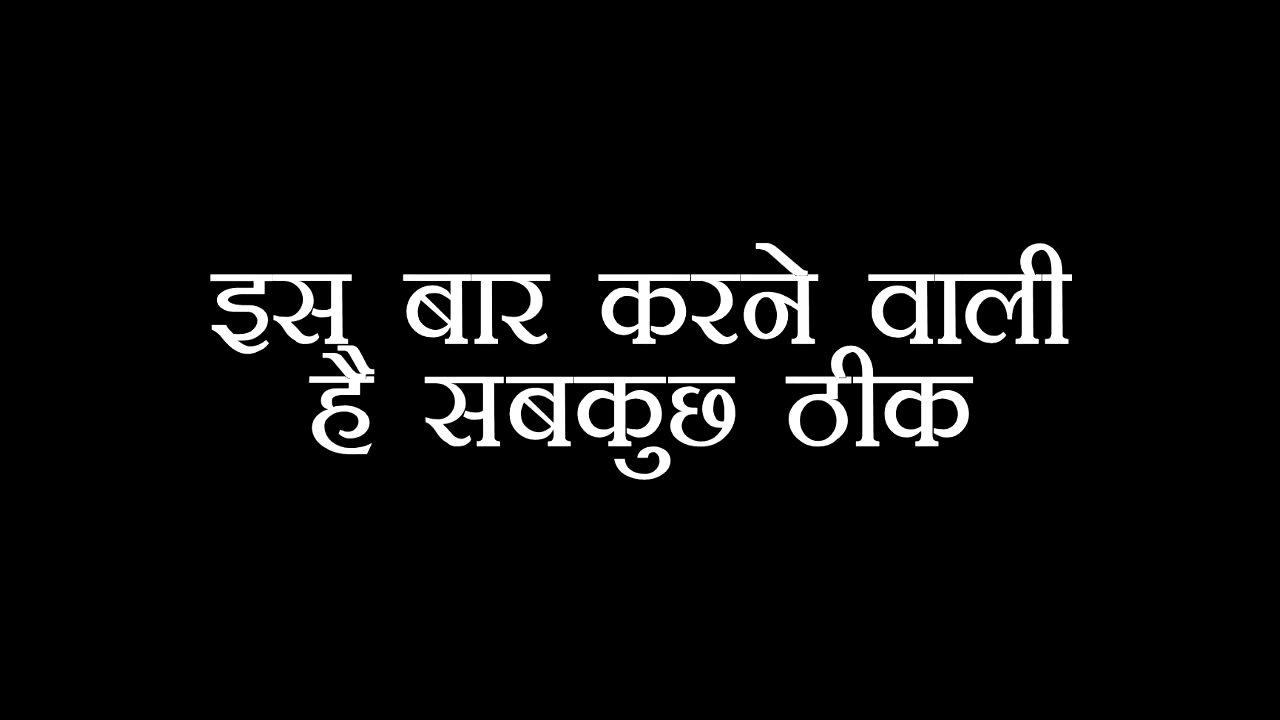 इस बार करने वाली
है सबकुछ ठीक